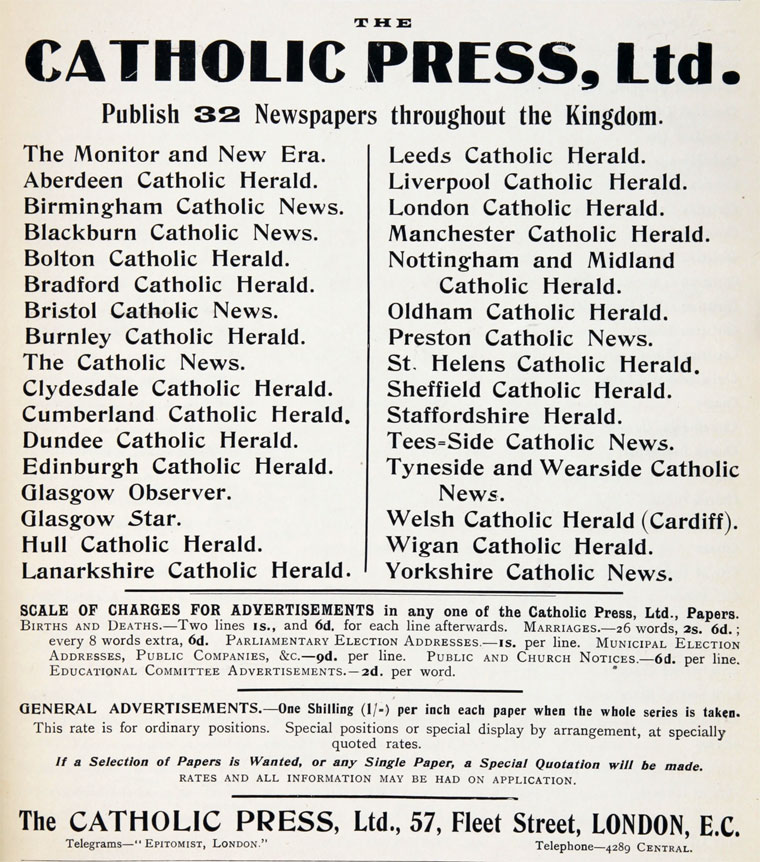 THE
CATHOLIC PRESS, Ltd.
Publish 32 Newspapers throughout the Kingdom.
The Monitor and New Era.
Aberdeen Catholic Herald.
Birmingham Catholic News.
Blackburn Catholic News.
Bolton Catholic Herald.
Bradford Catholic Herald.
Bristol Catholic News.
Burnley Catholic Herald.
The Catholic News.
Clydesdale Catholic Herald.
Cumberland Catholic Herald.
Dundee Catholic Herald.
Edinburgh Catholic Herald.
Glasgow Observer.
Glasgow Star.
Hull Catholic Herald.
Lanarkshire Catholic Herald.
Leeds Catholic Herald.
Liverpool Catholic Herald.
London Catholic Herald.
Manchester Catholic Herald.
Nottingham and Midland
Catholic Herald.
Oldham Catholic Herald.
Preston Catholic News.
St. Helens Catholic Herald.
Sheffield Catholic Herald.
Staffordshire Herald.
Tees-Side Catholic News.
Tyneside and Wearside Catholic
News.
Welsh Catholic Herald (Cardiff).
Wigan Catholic Herald.
Yorkshire Catholic News.
SCALE OF CHARGES FOR ADVERTISEMENTS in any one of the Catholic Press, Ltd., Papers.
BIRTHS AND DEATHS.—Two lines 1s., and 6d. for each line afterwards. MARRIAGES.—26 words, 2s. 6d.;
every 8 words extra, 6d. PARLIAMENTARY ELECTION ADDRESSES.—1s. per line. MUNICIPAL ELECTION
ADDRESSES, PUBLIC COMPANIES, &C.—9d. per line. PUBLIC AND CHURCH NOTICES.—6d. per line.
EDUCATIONAL COMMITTEE ADVERTISEMENTS.—2d. per word.
GENERAL ADVERTISEMENTS.—One Shilling (1/-) per inch each paper when the whole series is taken.
This rate is for ordinary positions. Special positions or special display by arrangement, at specially
quoted rates.
If a Selection of Papers is Wanted, or any Single Paper, a Special Quotation will be made.
RATES AND ALL INFORMATION MAY BE HAD ON APPLICATION.
The CATHOLIC PRESS, Ltd., 57, Fleet Street, LONDON, E.C.
Telegrams—"EPITOMIST, LONDON."
Telephone—4289 CENTRAL.